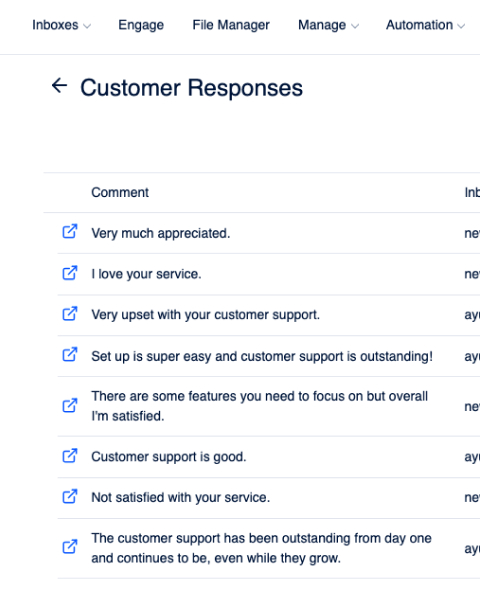 Inboxes Engage File Manager Manage Automation
Customer Responses
Comment Inb
Very much appreciated. ne
I love your service. ne
Very upset with your customer support. ay
Set up is super easy and customer support is outstanding! ay
There are some features you need to focus on but overall
I'm satisfied. ne
Customer support is good. ay
Not satisfied with your service. ne
The customer support has been outstanding from day one
and continues to be, even while they grow. ay